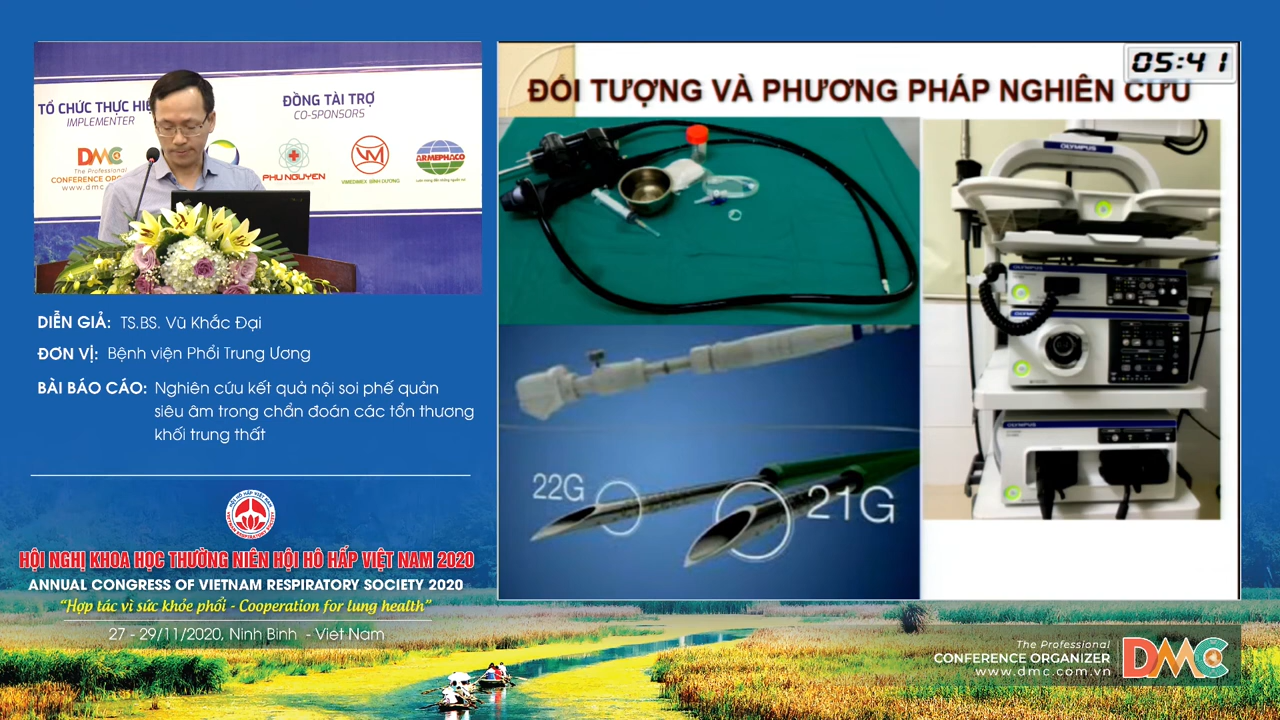 TỔ CHỨC THỰC HIỆ
IMPLEMENTER
ĐỒNG TÀI TRỢ
CO-SPONSORS
DMC
The Professional
CONFERENCE ORG
www.dmc
PHU NGUYEN
VIMEDIMEX BÌNH DƯƠNG
ARMEPHACO
DIỄN GIẢ: TS.BS. Vũ Khắc Đại
ĐƠN VỊ: Bệnh viện Phổi Trung Ương
BÀI BÁO CÁO: Nghiên cứu kết quả nội soi phế quản
siêu âm trong chẩn đoán các tổn thương
khối trung thất
HỘI NGHỊ KHOA HỌC THƯỜNG NIÊN HỘI HÔ HẤP VIỆT NAM 2020
ANNUAL CONGRESS OF VIETNAM RESPIRATORY SOCIETY 2020
“Hợp tác vì sức khỏe phổi - Cooperation for lung health”
27 - 29/11/2020, Ninh Binh - Viet Nam
05:41
ĐỐI TƯỢNG VÀ PHƯƠNG PHÁP NGHIÊN CỨU
22G
21G
OLYMPUS
OLYMPUS
OLYMPUS
OLYMPUS
The Professional
CONFERENCE ORGANIZER
www.dmc.com.vn
DMC